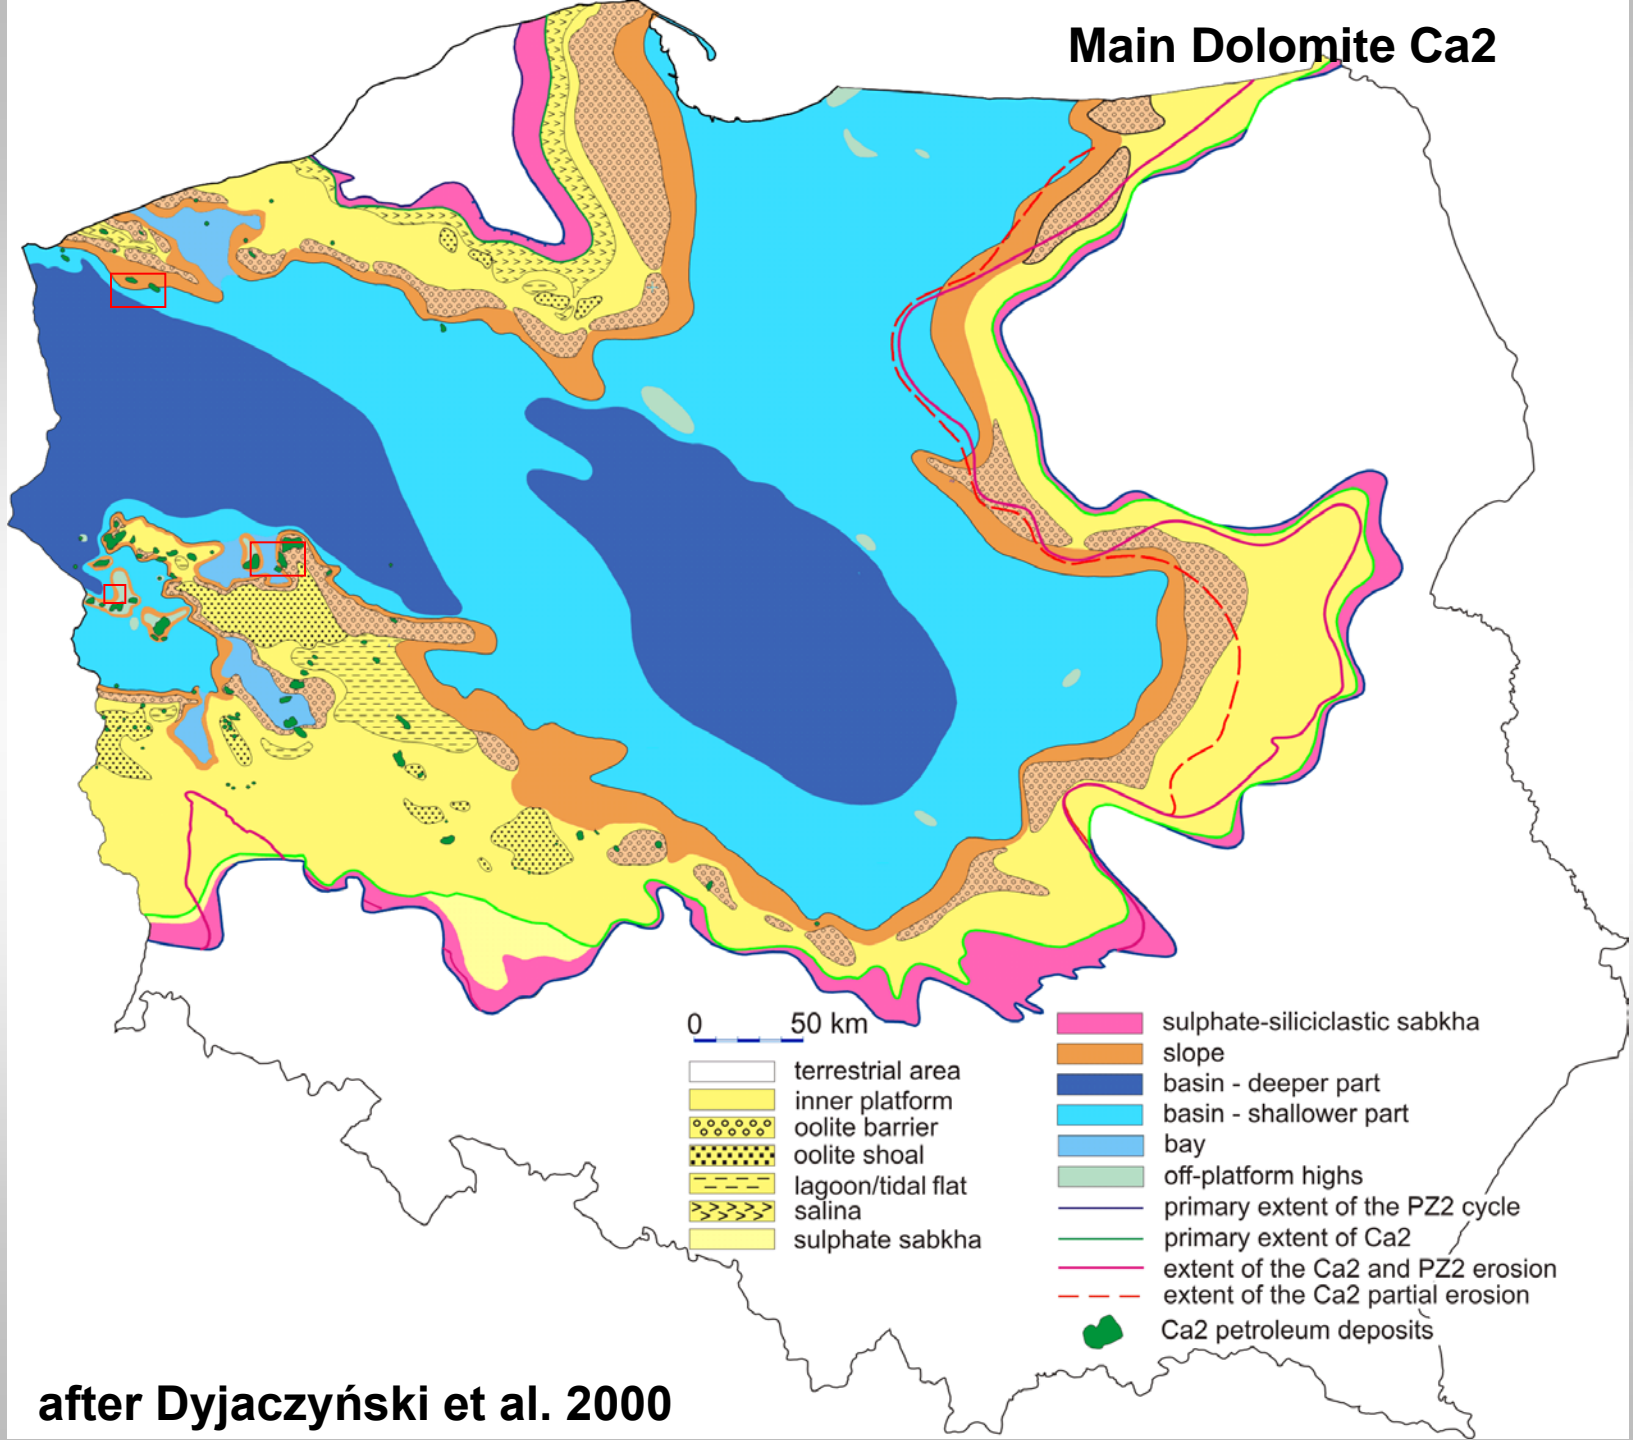 Main Dolomite Ca2
0 50 km
terrestrial area
inner platform
oolite barrier
oolite shoal
lagoon/tidal flat
salina
sulphate sabkha
sulphate-siliciclastic sabkha
slope
basin - deeper part
basin - shallower part
bay
off-platform highs
primary extent of the PZ2 cycle
primary extent of Ca2
extent of the Ca2 and PZ2 erosion
extent of the Ca2 partial erosion
Ca2 petroleum deposits
after Dyjaczyński et al. 2000